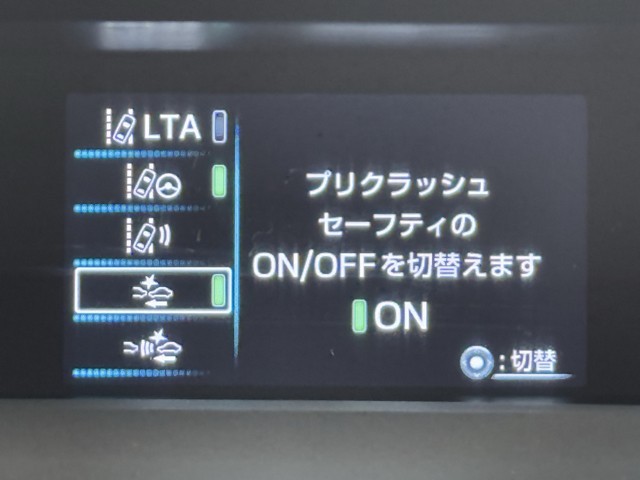 LTA
プリクラッシュ
セーフティの
ON/OFFを切替えます
ON
:切替